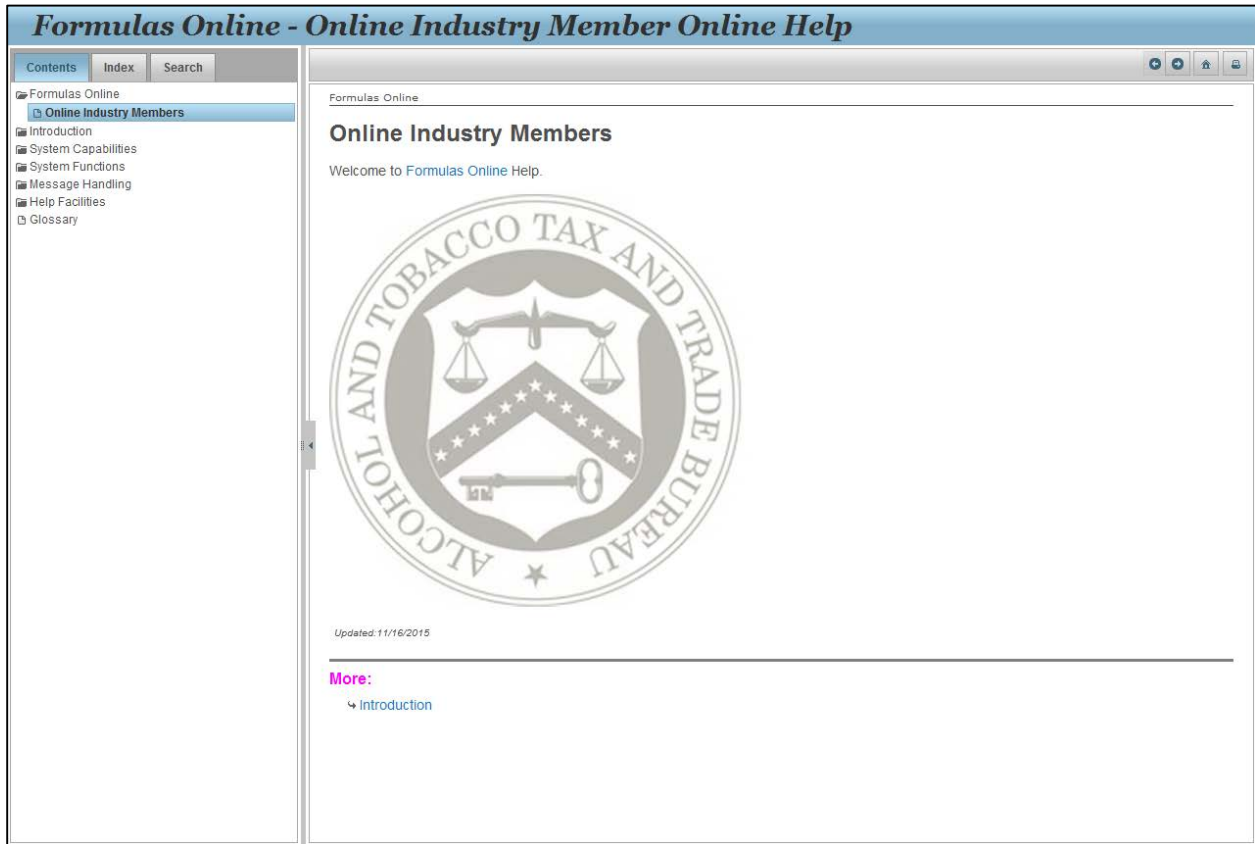 Formulas Online - Online Industry Member Online Help
Contents
Index
Search
Formulas Online
Online Industry Members
Introduction
System Capabilities
System Functions
Message Handling
Help Facilities
Glossary
Formulas Online
Online Industry Members
Welcome to Formulas Online Help.
ALCOHOL AND TOBACCO TAX AND TRADE BUREAU
Updated:11/16/2015
More:
Introduction